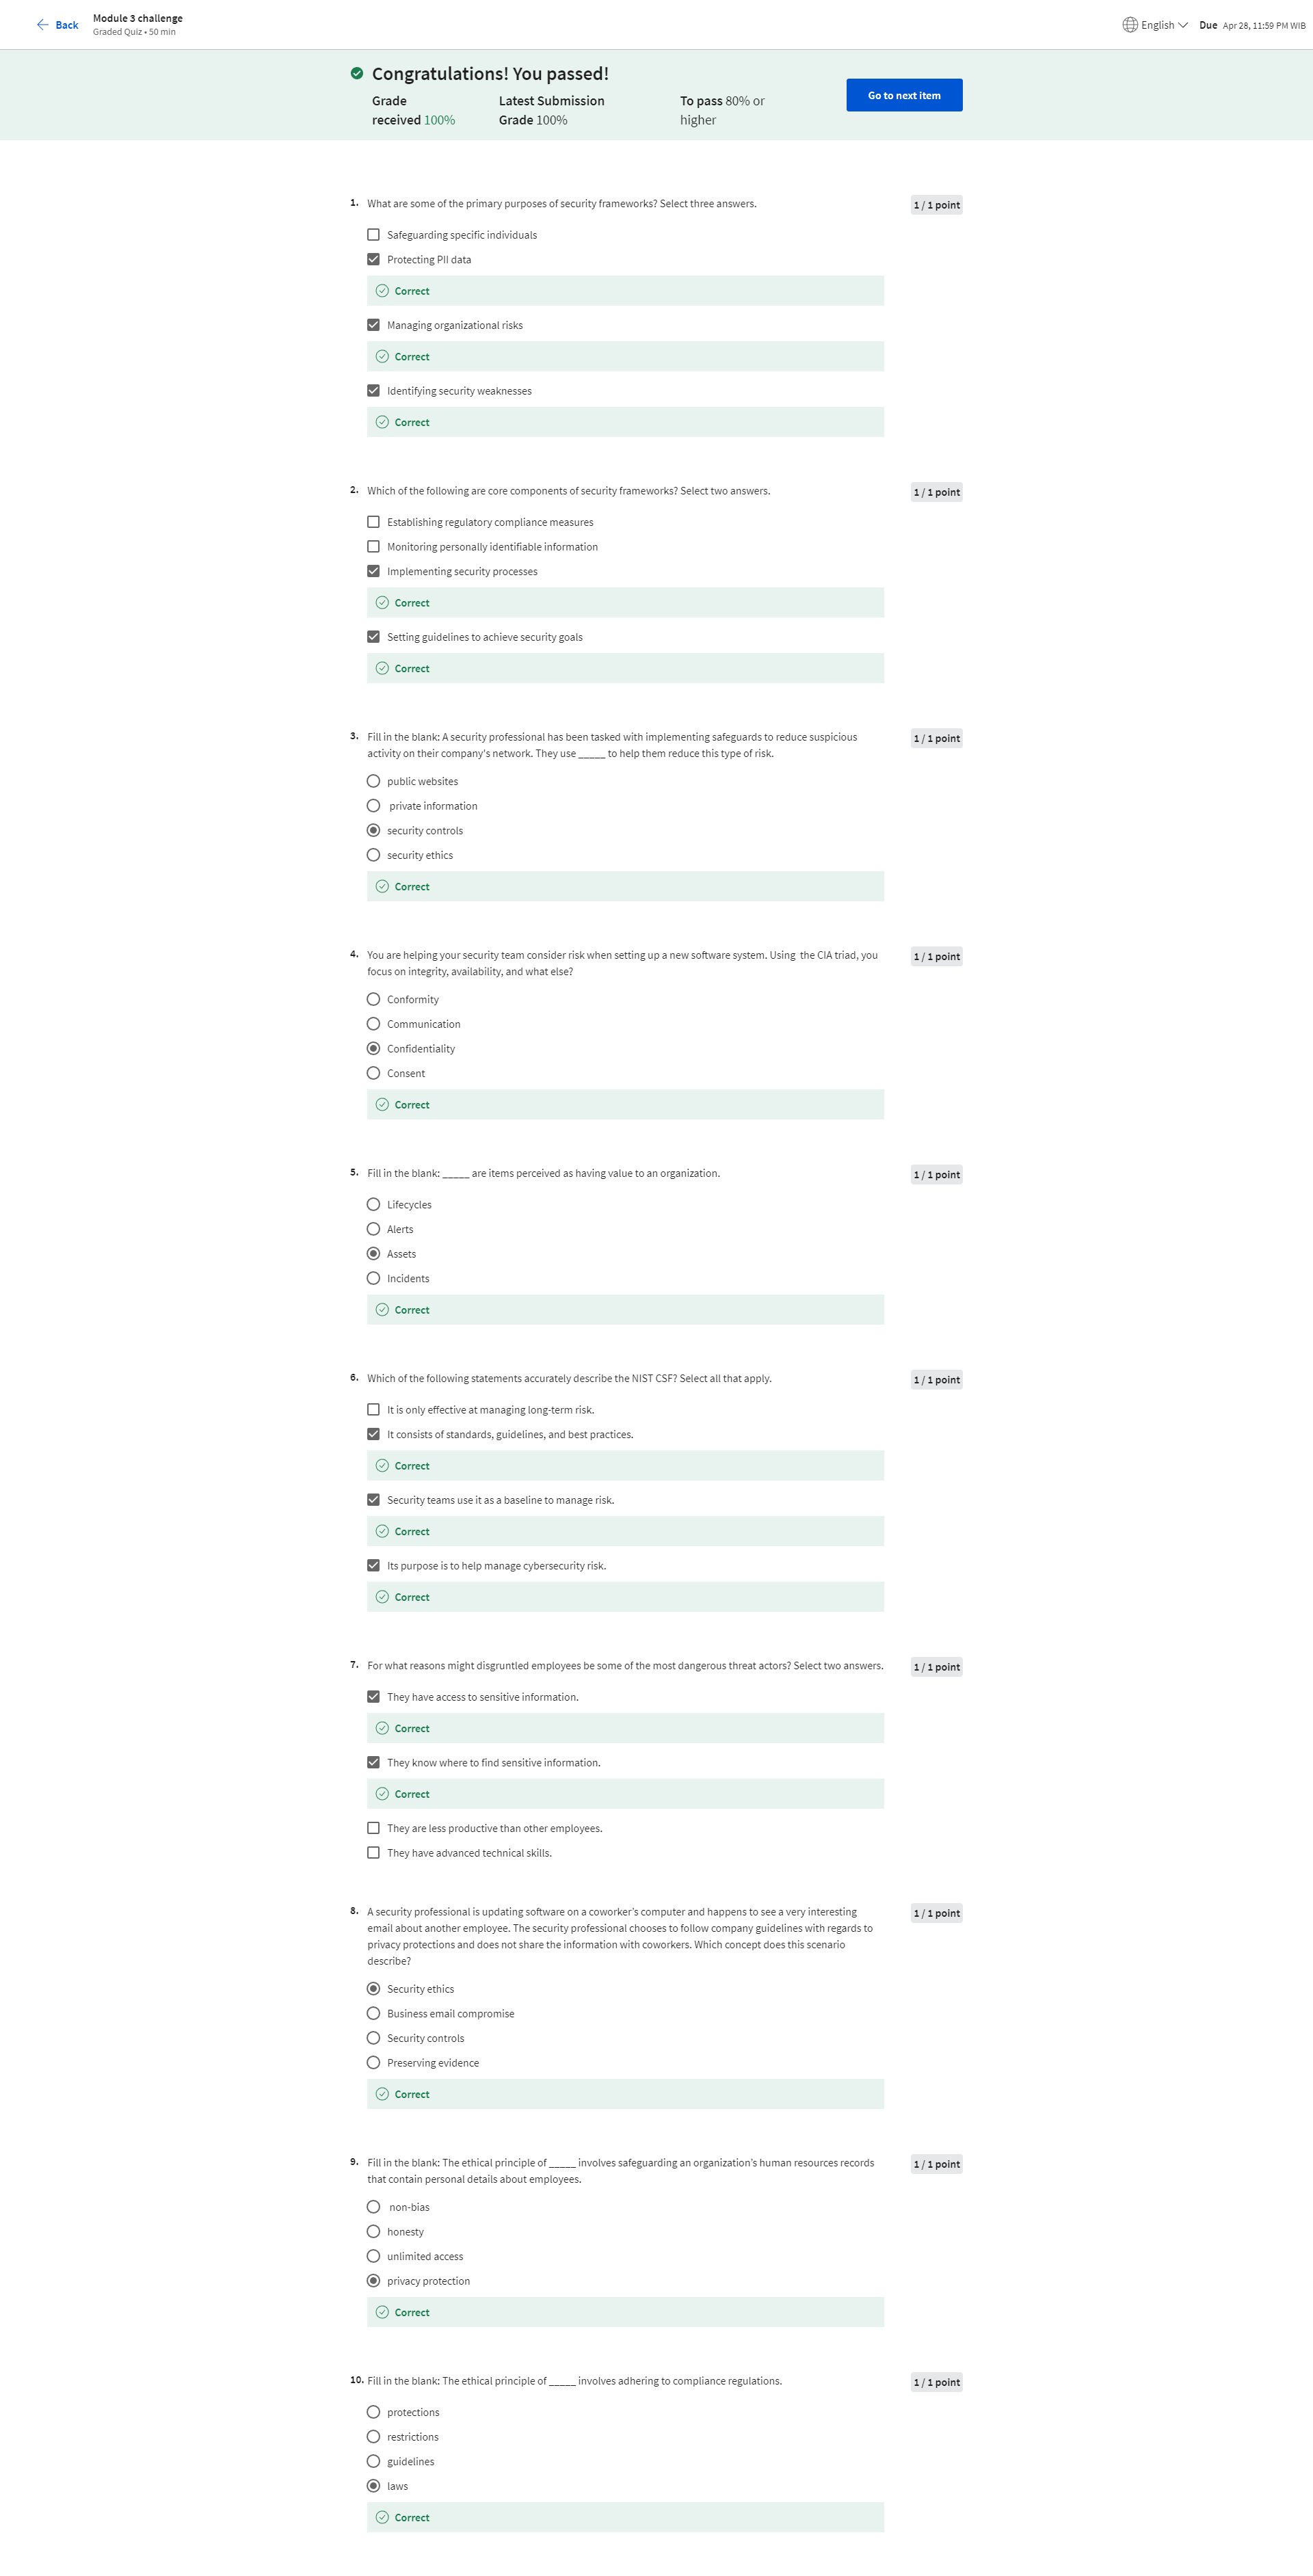 Back
Module 3 challenge
Graded Quiz • 50 min
English
Due Apr 28, 11:59 PM WIB
Congratulations! You passed!
Grade received 100%
Latest Submission Grade 100%
To pass 80% or higher
Go to next item
1. What are some of the primary purposes of security frameworks? Select three answers.
1 / 1 point
Safeguarding specific individuals
Protecting PII data
Correct
Managing organizational risks
Correct
Identifying security weaknesses
Correct
2. Which of the following are core components of security frameworks? Select two answers.
1 / 1 point
Establishing regulatory compliance measures
Monitoring personally identifiable information
Implementing security processes
Correct
Setting guidelines to achieve security goals
Correct
3. Fill in the blank: A security professional has been tasked with implementing safeguards to reduce suspicious
activity on their company's network. They use _____ to help them reduce this type of risk.
1 / 1 point
public websites
private information
security controls
security ethics
Correct
4. You are helping your security team consider risk when setting up a new software system. Using the CIA triad, you
focus on integrity, availability, and what else?
1 / 1 point
Conformity
Communication
Confidentiality
Consent
Correct
5. Fill in the blank: _____ are items perceived as having value to an organization.
1 / 1 point
Lifecycles
Alerts
Assets
Incidents
Correct
6. Which of the following statements accurately describe the NIST CSF? Select all that apply.
1 / 1 point
It is only effective at managing long-term risk.
It consists of standards, guidelines, and best practices.
Correct
Security teams use it as a baseline to manage risk.
Correct
Its purpose is to help manage cybersecurity risk.
Correct
7. For what reasons might disgruntled employees be some of the most dangerous threat actors? Select two answers.
1 / 1 point
They have access to sensitive information.
Correct
They know where to find sensitive information.
Correct
They are less productive than other employees.
They have advanced technical skills.
8. A security professional is updating software on a coworker's computer and happens to see a very interesting
email about another employee. The security professional chooses to follow company guidelines with regards to
privacy protections and does not share the information with coworkers. Which concept does this scenario
describe?
1 / 1 point
Security ethics
Business email compromise
Security controls
Preserving evidence
Correct
9. Fill in the blank: The ethical principle of _____ involves safeguarding an organization's human resources records
that contain personal details about employees.
1 / 1 point
non-bias
honesty
unlimited access
privacy protection
Correct
10. Fill in the blank: The ethical principle of _____ involves adhering to compliance regulations.
1 / 1 point
protections
restrictions
guidelines
laws
Correct